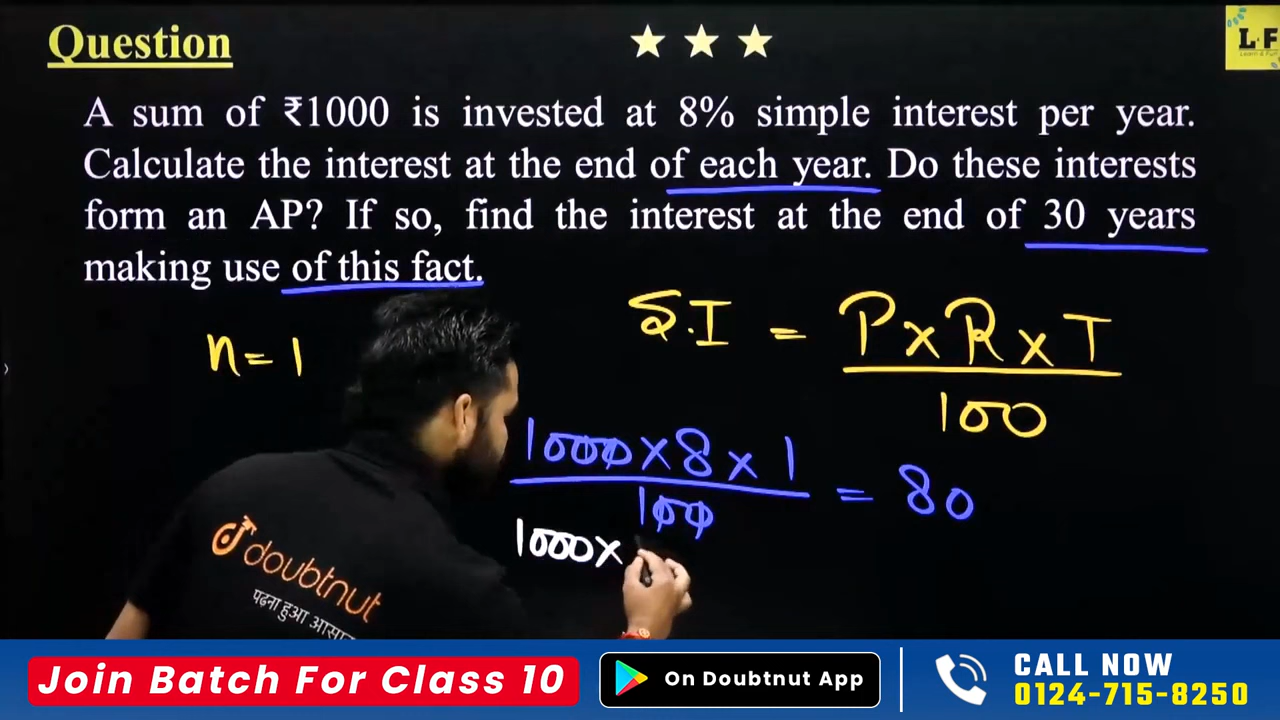 Question
L F
A sum of ₹1000 is invested at 8% simple interest per year.
Calculate the interest at the end of each year. Do these interests
form an AP? If so, find the interest at the end of 30 years
making use of this fact.
n = 1
S.I = P x R x T
100
1000 x 8 x 1
100
= 80
1000 x
doubtnut
पढ़ना हुआ आसान
Join Batch For Class 10
On Doubtnut App
CALL NOW
0124-715-8250